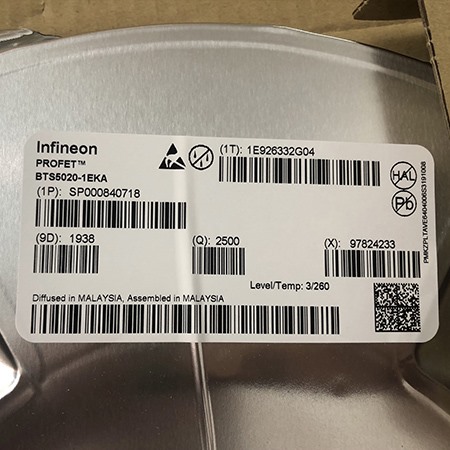 Infineon
PROFET™
BTS5020-1EKA
(1P): SP000840718
(1T): 1E926332G04
HAL
Pb
(9D): 1938
(Q): 2500
(X): 97824233
Level/Temp: 3/260
Diffused in MALAYSIA, Assembled in MALAYSIA
PMKZPLTAVE6404006S3191008